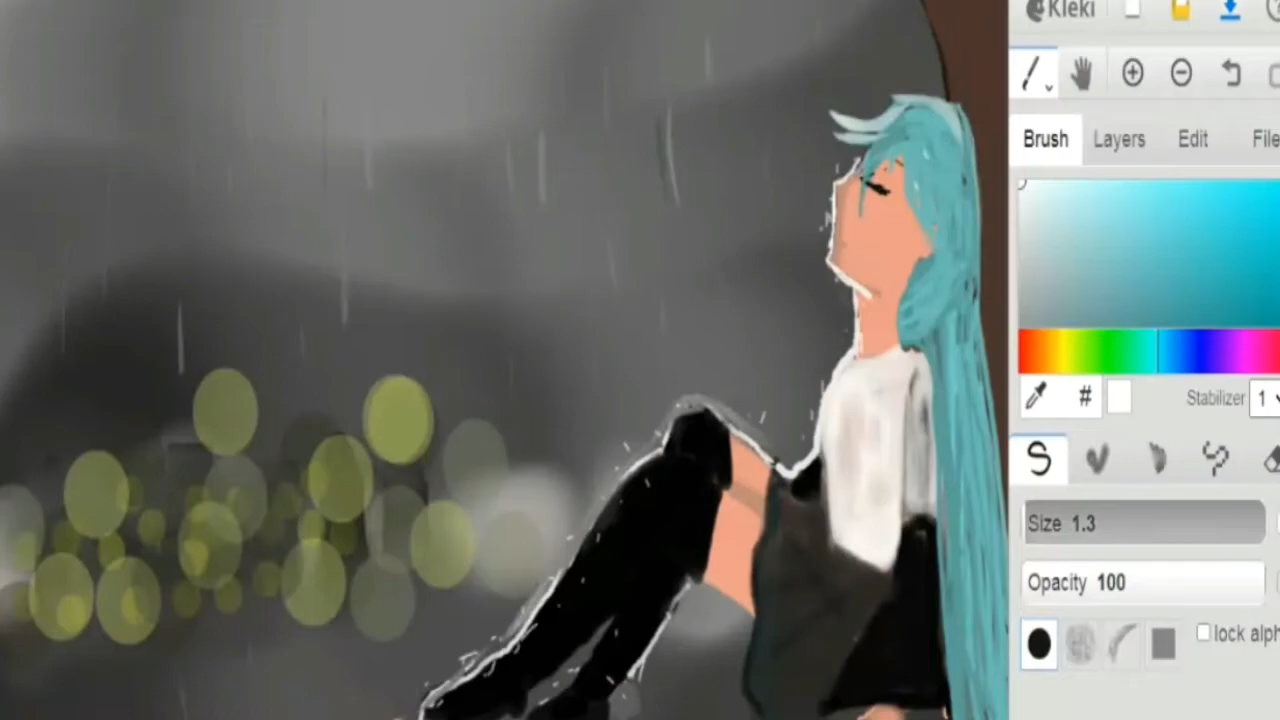 Kleki
Brush Layers Edit File
# Stabilizer 1
Size 1.3
Opacity 100
lock alph